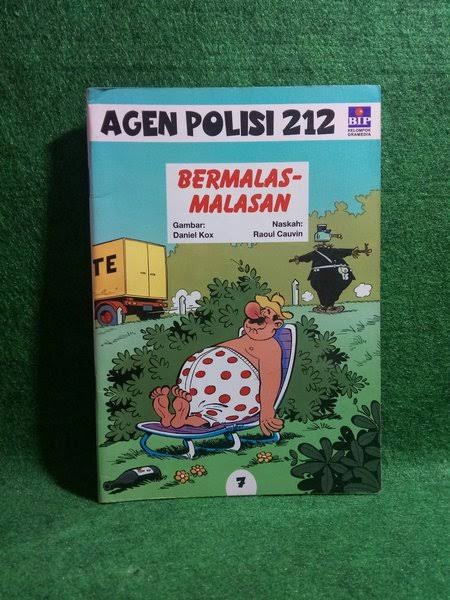 AGEN POLISI 212
BIP
KELOMPOK
GRAMEDIA
BERMALAS-
MALASAN
Gambar:
Daniel Kox
Naskah:
Raoul Cauvin
TE
7